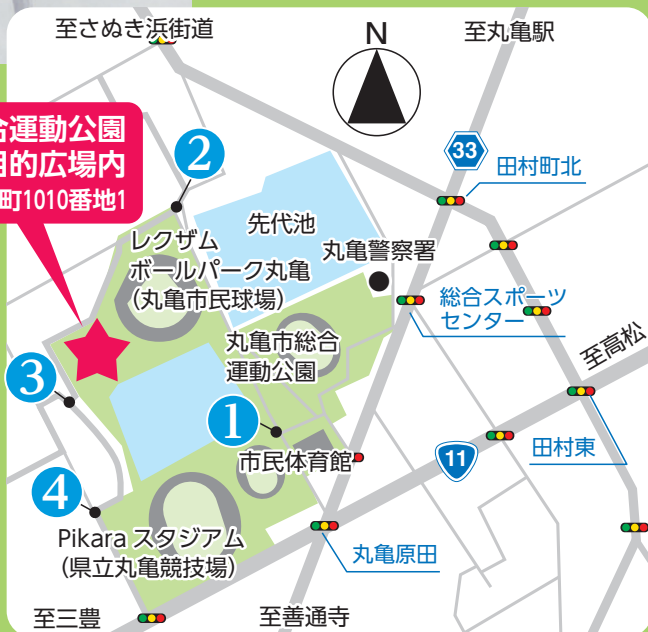 至さぬき浜街道
N
至丸亀駅
合運動公園
目的広場内
町1010番地1
2
33
田村町北
先代池
レクザム
ボールパーク丸亀
(丸亀市民球場)
丸亀警察署
総合スポーツ
センター
丸亀市総合
運動公園
至高松
3
1
市民体育館
11
田村東
4
Pikara スタジアム
(県立丸亀競技場)
丸亀原田
至三豊
至善通寺